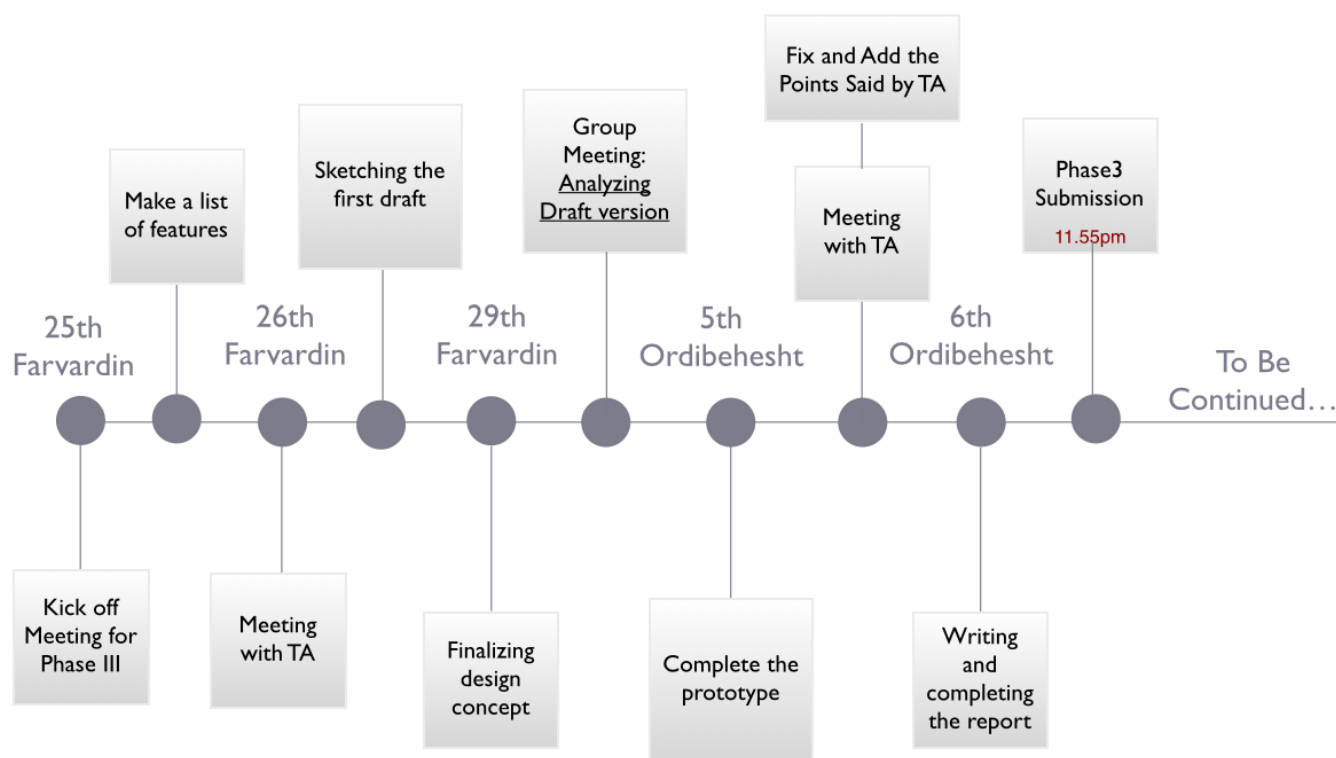 25th
Farvardin
Kick off
Meeting for
Phase III
Make a list
of features
26th
Farvardin
Meeting
with TA
Sketching the
first draft
29th
Farvardin
Finalizing
design
concept
Group
Meeting:
Analyzing
Draft version
5th
Ordibehesht
Complete the
prototype
Fix and Add the
Points Said by TA
Meeting
with TA
6th
Ordibehesht
Writing
and
completing
the report
Phase3
Submission
11.55pm
To Be
Continued…